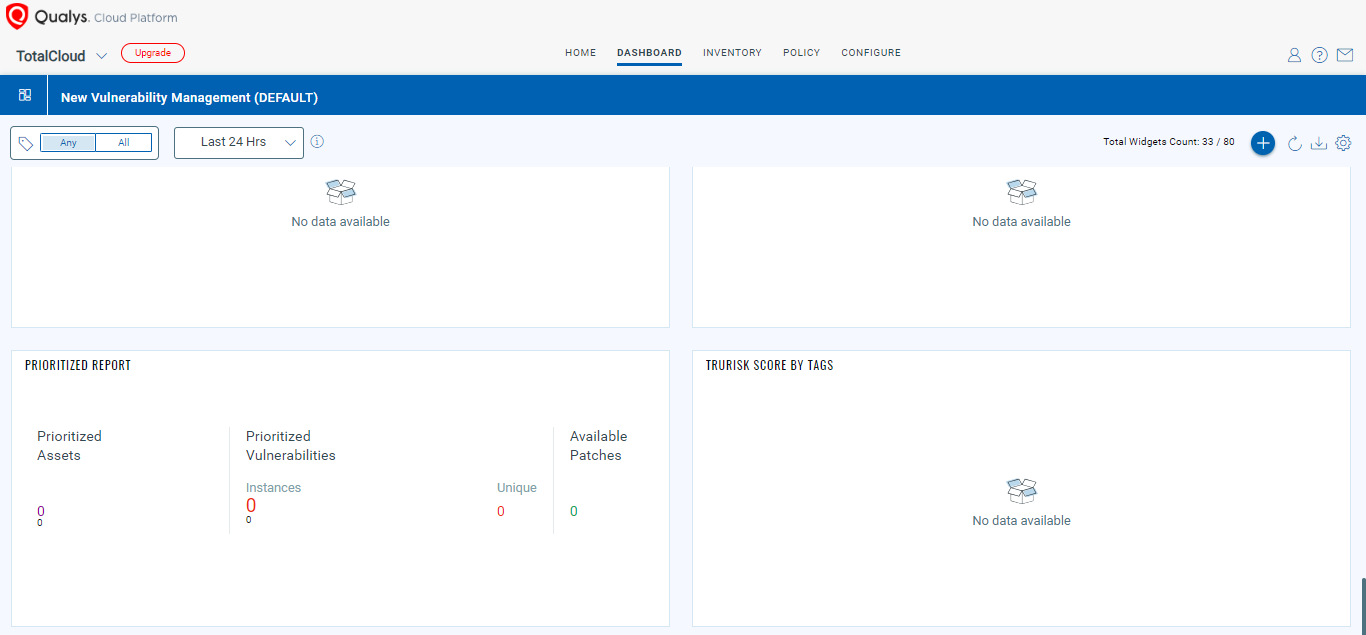 Qualys. Cloud Platform
TotalCloud
Upgrade
HOME
DASHBOARD
INVENTORY
POLICY
CONFIGURE
New Vulnerability Management (DEFAULT)
Any
All
Last 24 Hrs
Total Widgets Count: 33 / 80
No data available
No data available
PRIORITIZED REPORT
Prioritized
Assets
0
0
Prioritized
Vulnerabilities
Instances
0
0
Unique
0
Available
Patches
0
TRURISK SCORE BY TAGS
No data available